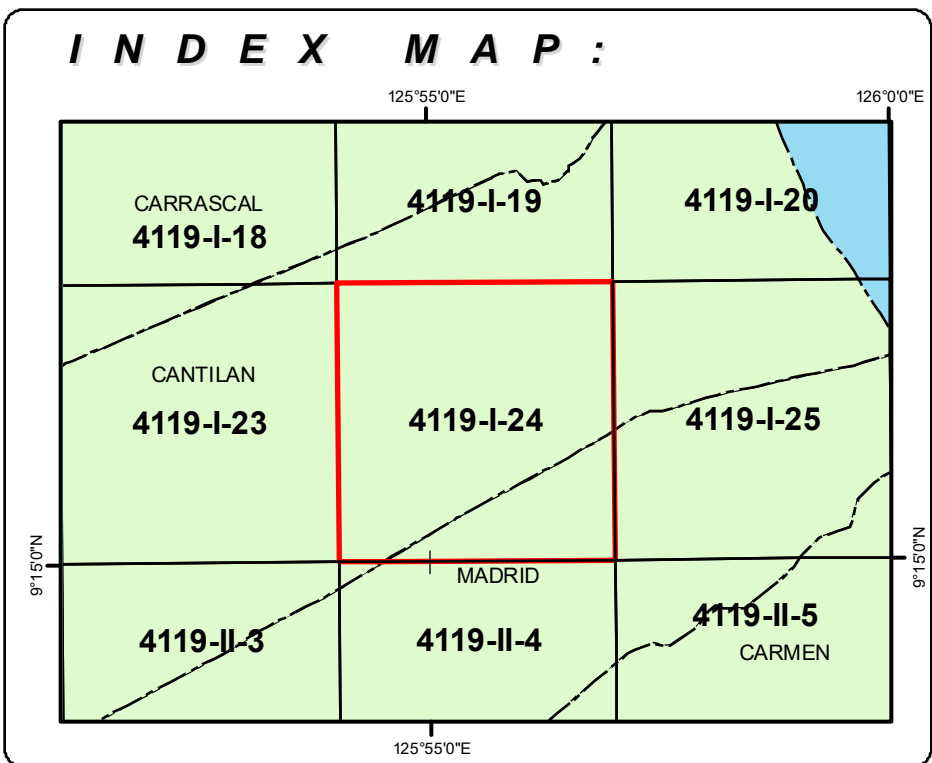 INDEX MAP:
125°55'0"E 126°0'0"E
CARRASCAL
4119-I-18
4119-I-19
4119-I-20
CANTILAN
4119-I-23
4119-I-24
4119-I-25
9°15'0"N
9°15'0"N
MADRID
4119-II-3
4119-II-4
4119-II-5
CARMEN
125°55'0"E